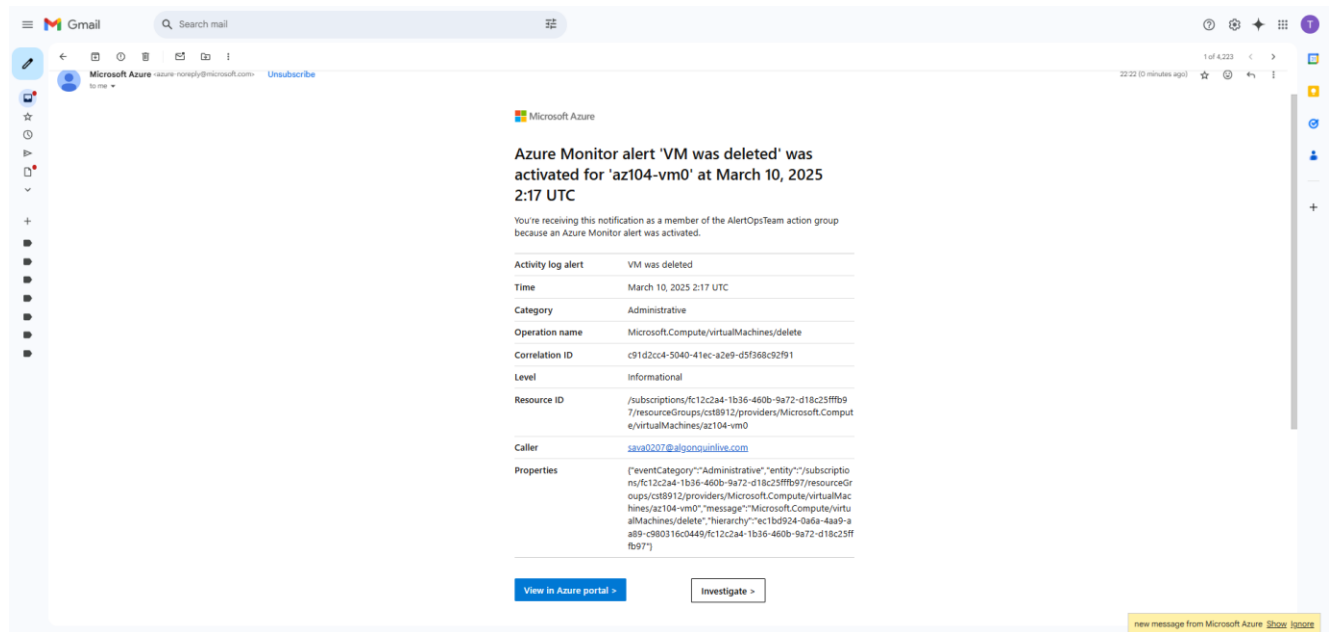 Gmail
Search mail
T
1 of 4,223
Microsoft Azure <azure-noreply@microsoft.com> Unsubscribe
22:22 (0 minutes ago)
to me
Microsoft Azure
Azure Monitor alert 'VM was deleted' was
activated for 'az104-vm0' at March 10, 2025
2:17 UTC
You're receiving this notification as a member of the AlertOpsTeam action group
because an Azure Monitor alert was activated.
Activity log alert VM was deleted
Time March 10, 2025 2:17 UTC
Category Administrative
Operation name Microsoft.Compute/virtualMachines/delete
Correlation ID c91d2cc4-5040-41ec-a2e9-d5f368c92f91
Level Informational
Resource ID /subscriptions/fc12c2a4-1b36-460b-9a72-d18c25fffb9
7/resourceGroups/cst8912/providers/Microsoft.Comput
e/virtualMachines/az104-vm0
Caller sava0207@algonquinlive.com
Properties {"eventCategory":"Administrative","entity":"/subscriptio
ns/fc12c2a4-1b36-460b-9a72-d18c25fffb97/resourceGr
oups/cst8912/providers/Microsoft.Compute/virtualMac
hines/az104-vm0","message":"Microsoft.Compute/virtu
alMachines/delete","hierarchy":"ec1bd924-0a6a-4aa9-a
a89-c980316c0449/fc12c2a4-1b36-460b-9a72-d18c25ff
fb97"}
View in Azure portal >
Investigate >
new message from Microsoft Azure Show Ignore